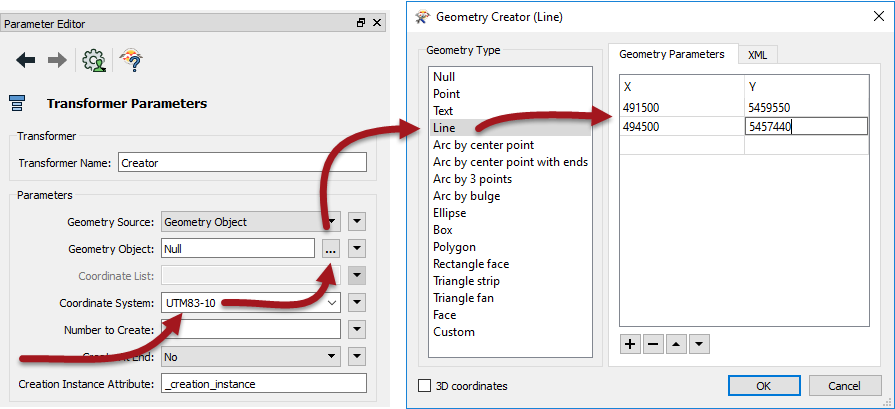 Parameter Editor
Transformer Parameters
Transformer
Transformer Name: Creator
Parameters
Geometry Source: Geometry Object
Geometry Object: Null ...
Coordinate List:
Coordinate System: UTM83-10
Number to Create:
End: No
Creation Instance Attribute: _creation_instance
Geometry Creator (Line)
Geometry Type
Null
Point
Text
Line
Arc by center point
Arc by center point with ends
Arc by 3 points
Arc by bulge
Ellipse
Box
Polygon
Rectangle face
Triangle strip
Triangle fan
Face
Custom
3D coordinates
Geometry Parameters XML
X Y
491500 5459550
494500 5457440
OK Cancel